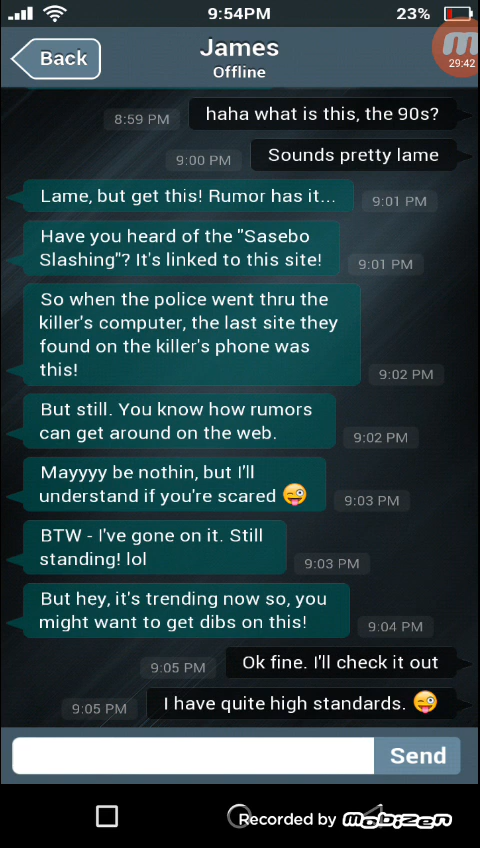 9:54PM
23%
Back
James
Offline
29:42
8:59 PM
haha what is this, the 90s?
9:00 PM
Sounds pretty lame
Lame, but get this! Rumor has it...
9:01 PM
Have you heard of the "Sasebo
Slashing"? It's linked to this site!
9:01 PM
So when the police went thru the
killer's computer, the last site they
found on the killer's phone was
this!
9:02 PM
But still. You know how rumors
can get around on the web.
9:02 PM
Mayyyy be nothin, but I'll
understand if you're scared 😜
9:03 PM
BTW - I've gone on it. Still
standing! lol
9:03 PM
But hey, it's trending now so, you
might want to get dibs on this!
9:04 PM
9:05 PM
Ok fine. I'll check it out
9:05 PM
I have quite high standards. 😜
Send
Recorded by mobizen